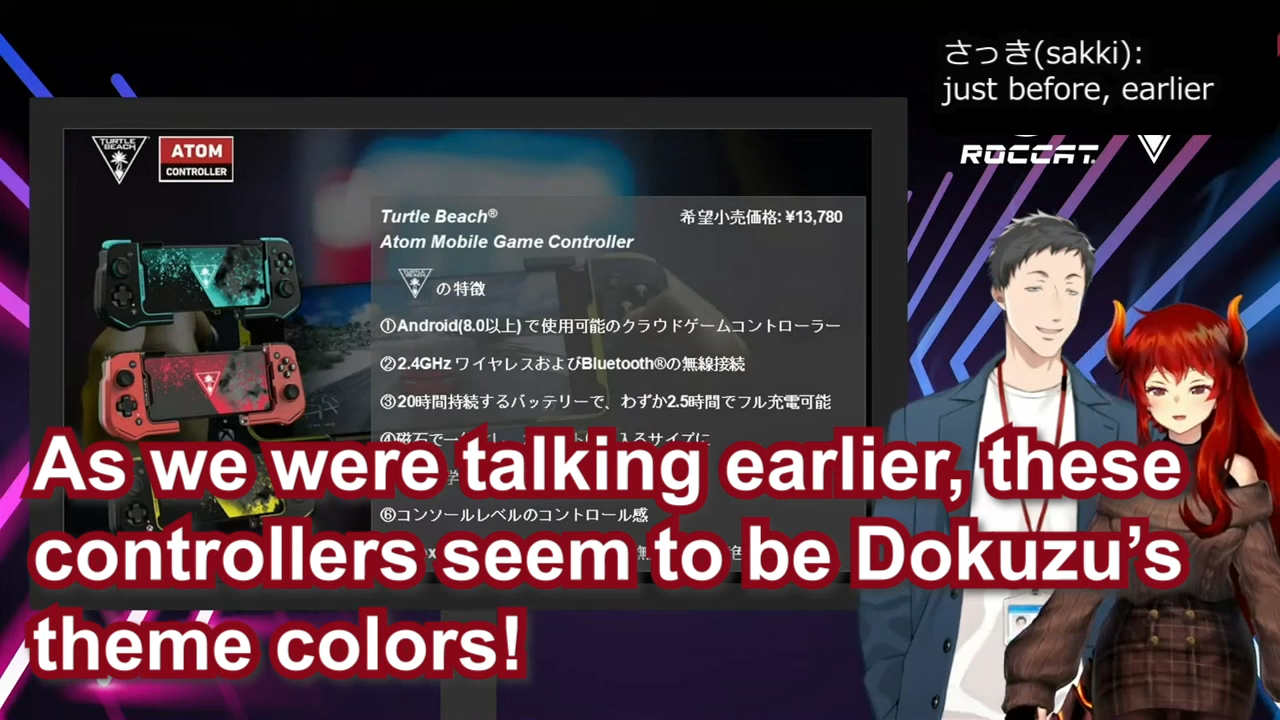 さっき(sakki):
just before, earlier
ROCCAT
TURTLE
BEACH
ATOM
CONTROLLER
Turtle Beach®
希望小売価格: ¥13,780
Atom Mobile Game Controller
の特徴
①Android(8.0以上) で使用可能のクラウドゲームコントローラー
②2.4GHz ワイヤレスおよびBluetooth®の無線接続
③20時間持続するバッテリーで、わずか2.5時間でフル充電可能
As we were talking earlier, these
⑥コンソールレベルのコントロール感
controllers seem to be Dokuzu’s
theme colors!